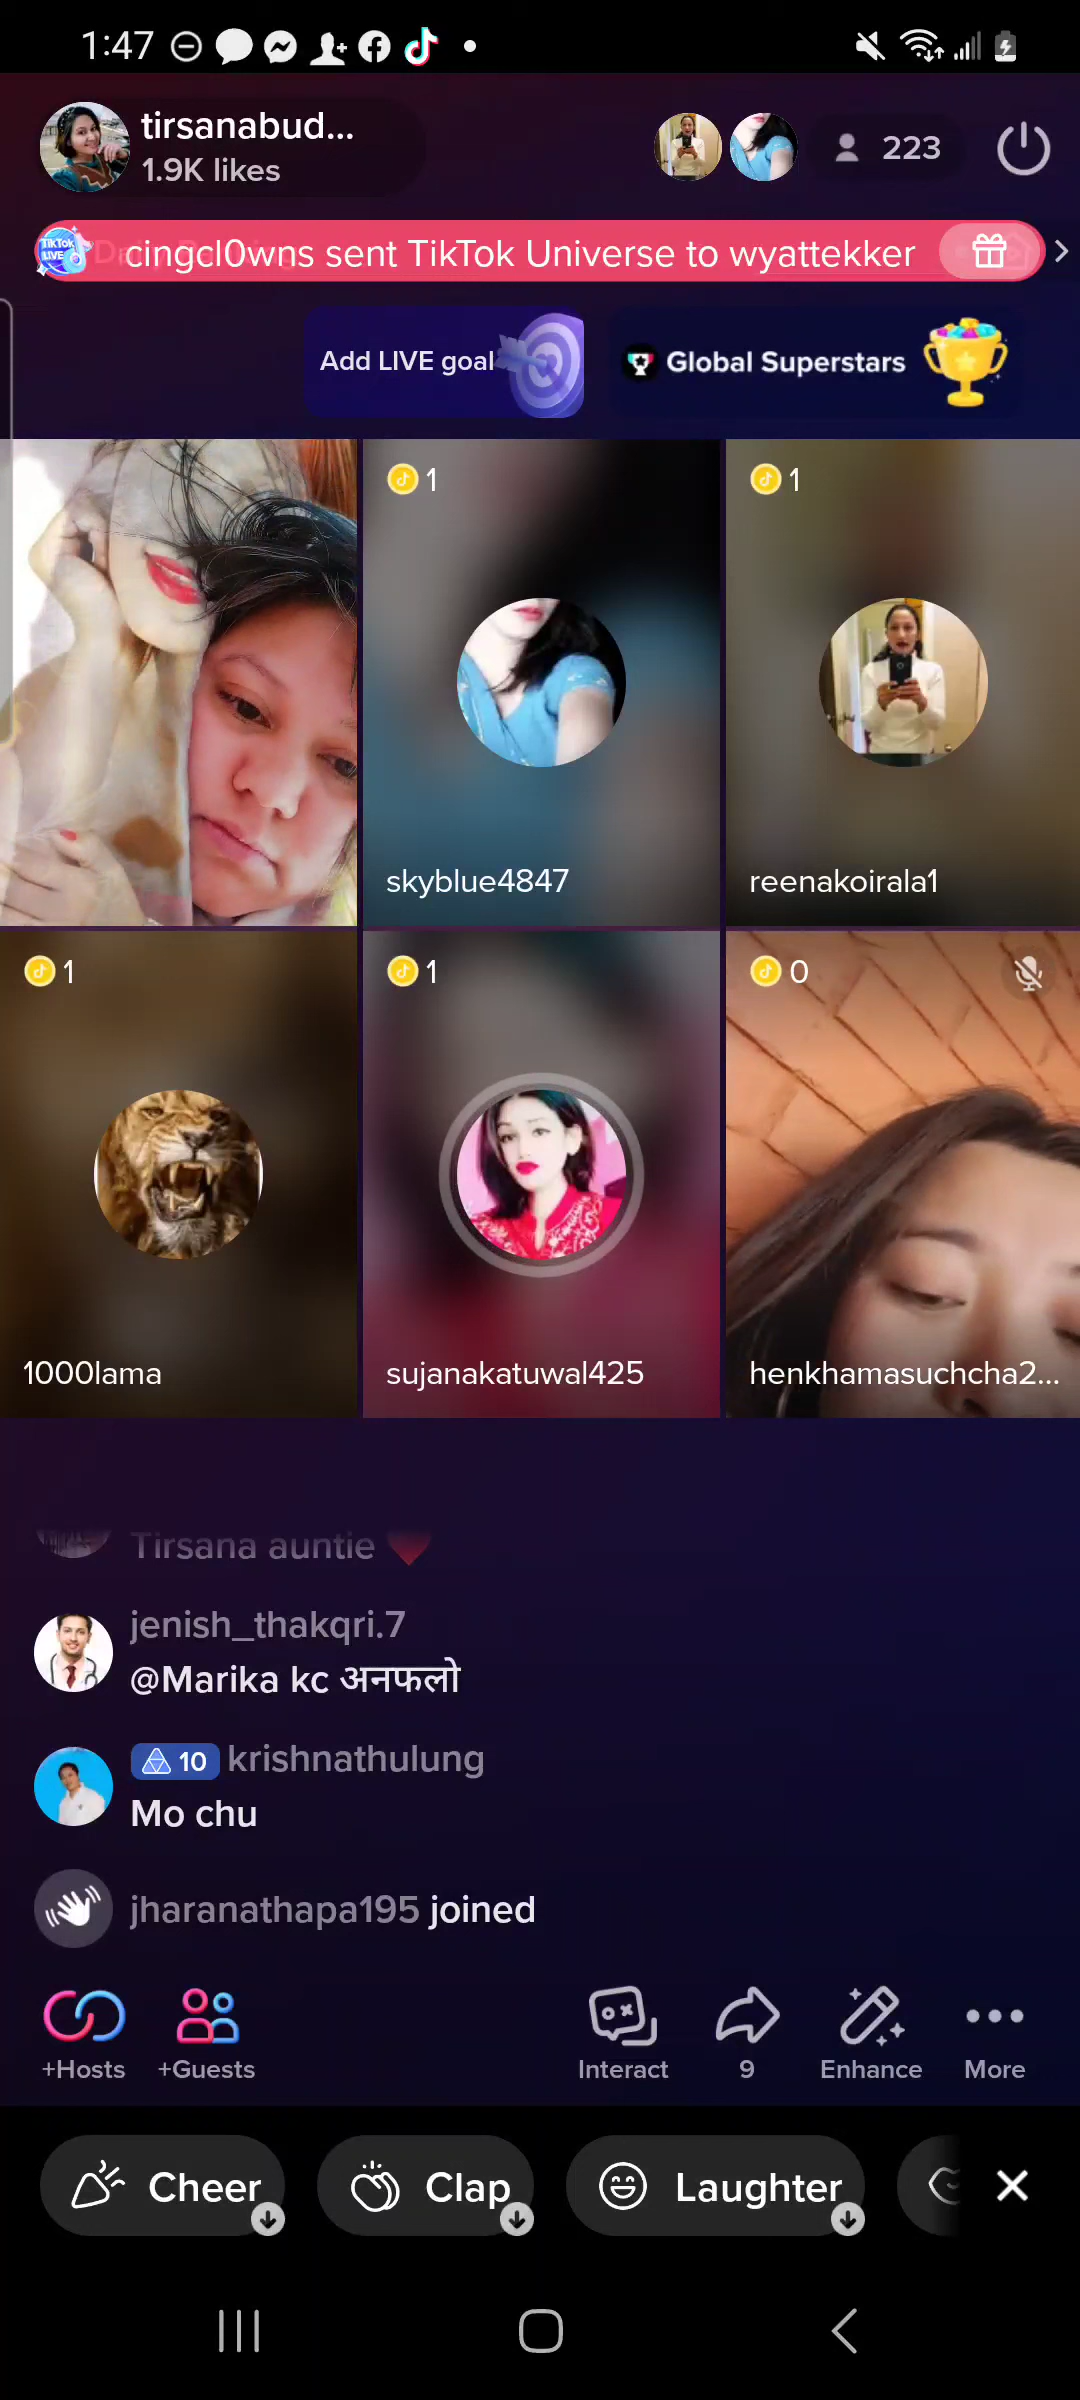 1:47
tirsanabud...
1.9K likes
223
cingcl0wns sent TikTok Universe to wyattekker
Add LIVE goal
Global Superstars
1
1
skyblue4847
reenakoirala1
1
1
0
1000lama
sujanakatuwal425
henkhamasuchcha2...
Tirsana auntie ❤️
jenish_thakqri.7
@Marika kc अनफलो
10 krishnathulung
Mo chu
jharanathapa195 joined
+Hosts +Guests Interact 9 Enhance More
Cheer Clap Laughter